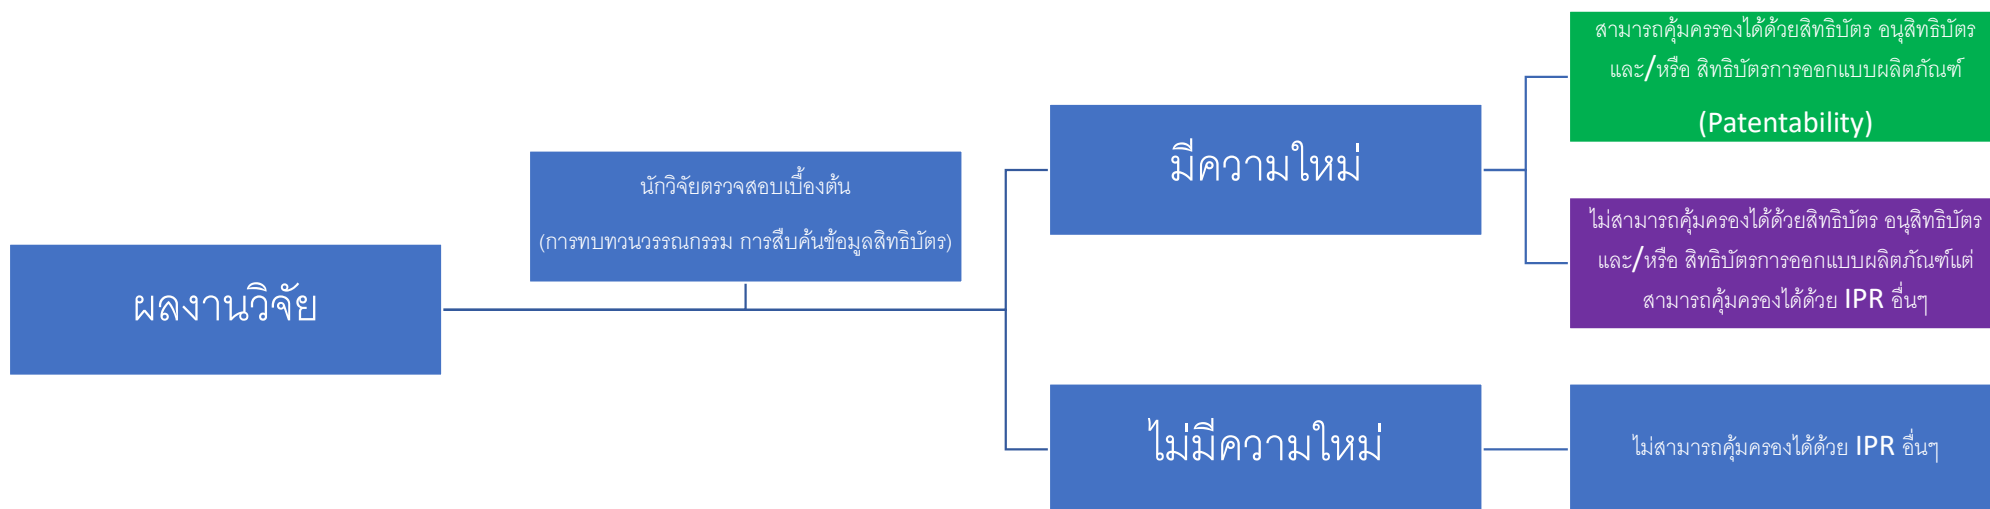 ผลงานวิจัย
นักวิจัยตรวจสอบเบื้องต้น
(การทบทวนวรรณกรรม การสืบค้นข้อมูลสิทธิบัตร)
มีความใหม่
สามารถคุ้มครรองได้ด้วยสิทธิบัตร อนุสิทธิบัตร
และ/หรือ สิทธิบัตรการออกแบบผลิตภัณฑ์
(Patentability)
ไม่สามารถคุ้มครองได้ด้วยสิทธิบัตร อนุสิทธิบัตร
และ/หรือ สิทธิบัตรการออกแบบผลิตภัณฑ์แต่
สามารถคุ้มครองได้ด้วย IPR อื่นๆ
ไม่มีความใหม่
ไม่สามารถคุ้มครองได้ด้วย IPR อื่นๆ